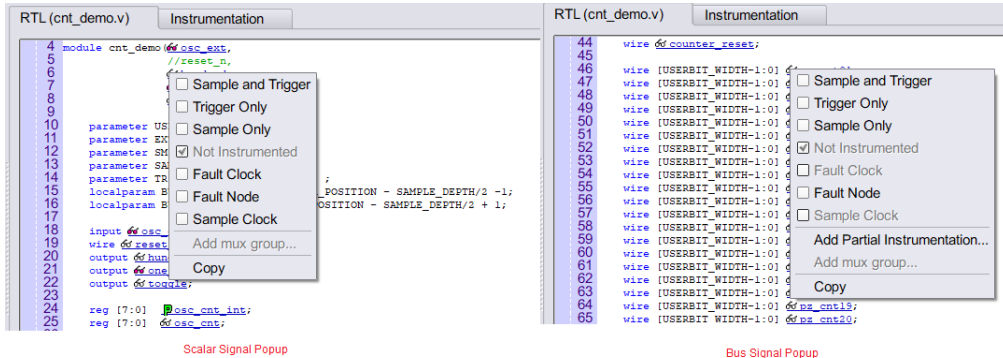 RTL (cnt_demo.v) Instrumentation
4 module cnt_demo( osc_ext,
5 //reset_n,
6
7
8
9
10 parameter US
11 parameter EX
12 parameter SM
13 parameter SA
14 parameter TR ;
15 localparam B _POSITION - SAMPLE_DEPTH/2 -1;
16 localparam B POSITION - SAMPLE_DEPTH/2 + 1;
17
18 input osc_
19 wire reset
20 output hun
21 output one
22 output toggle;
23
24 reg [7:0] osc_cnt_int;
25 reg [7:0] osc_cnt;
Sample and Trigger
Trigger Only
Sample Only
Not Instrumented
Fault Clock
Fault Node
Sample Clock
Add mux group...
Copy
Scalar Signal Popup
RTL (cnt_demo.v) Instrumentation
44 wire counter_reset;
45
46 wire [USERBIT_WIDTH-1:0]
47 wire [USERBIT_WIDTH-1:0]
48 wire [USERBIT_WIDTH-1:0]
49 wire [USERBIT_WIDTH-1:0]
50 wire [USERBIT_WIDTH-1:0]
51 wire [USERBIT_WIDTH-1:0]
52 wire [USERBIT_WIDTH-1:0]
53 wire [USERBIT_WIDTH-1:0]
54 wire [USERBIT_WIDTH-1:0]
55 wire [USERBIT_WIDTH-1:0]
56 wire [USERBIT_WIDTH-1:0]
57 wire [USERBIT_WIDTH-1:0]
58 wire [USERBIT_WIDTH-1:0]
59 wire [USERBIT_WIDTH-1:0]
60 wire [USERBIT_WIDTH-1:0]
61 wire [USERBIT_WIDTH-1:0]
62 wire [USERBIT_WIDTH-1:0]
63 wire [USERBIT_WIDTH-1:0]
64 wire [USERBIT_WIDTH-1:0] pz_cnt19;
65 wire [USERBIT_WIDTH-1:0] pz_cnt20;
Sample and Trigger
Trigger Only
Sample Only
Not Instrumented
Fault Clock
Fault Node
Sample Clock
Add Partial Instrumentation...
Add mux group...
Copy
Bus Signal Popup